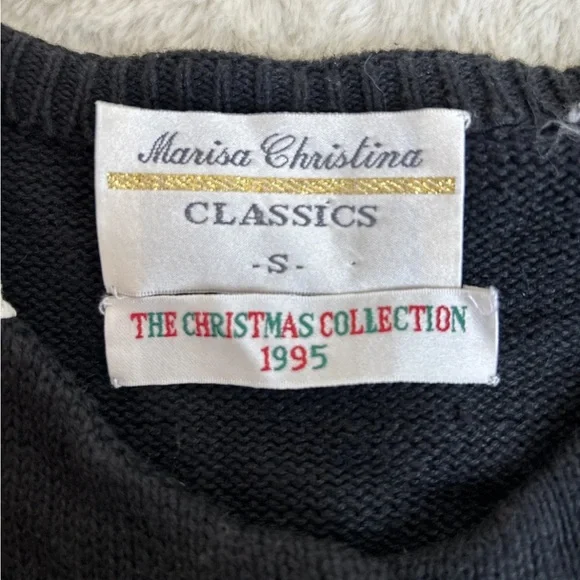 Marisa Christina
CLASSICS
-S-
THE CHRISTMAS COLLECTION
1995